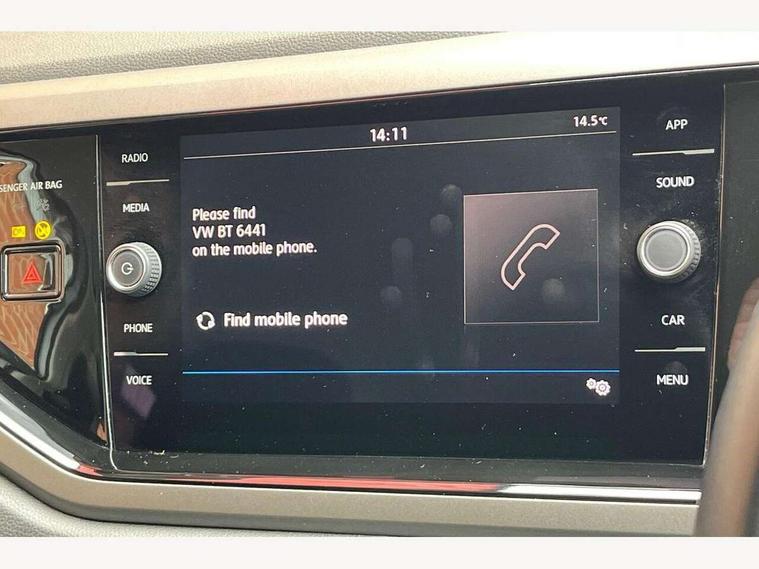 14:11
14.5°C
RADIO
MEDIA
PHONE
VOICE
SENGER AIR BAG
Please find
VW BT 6441
on the mobile phone.
Find mobile phone
APP
SOUND
CAR
MENU